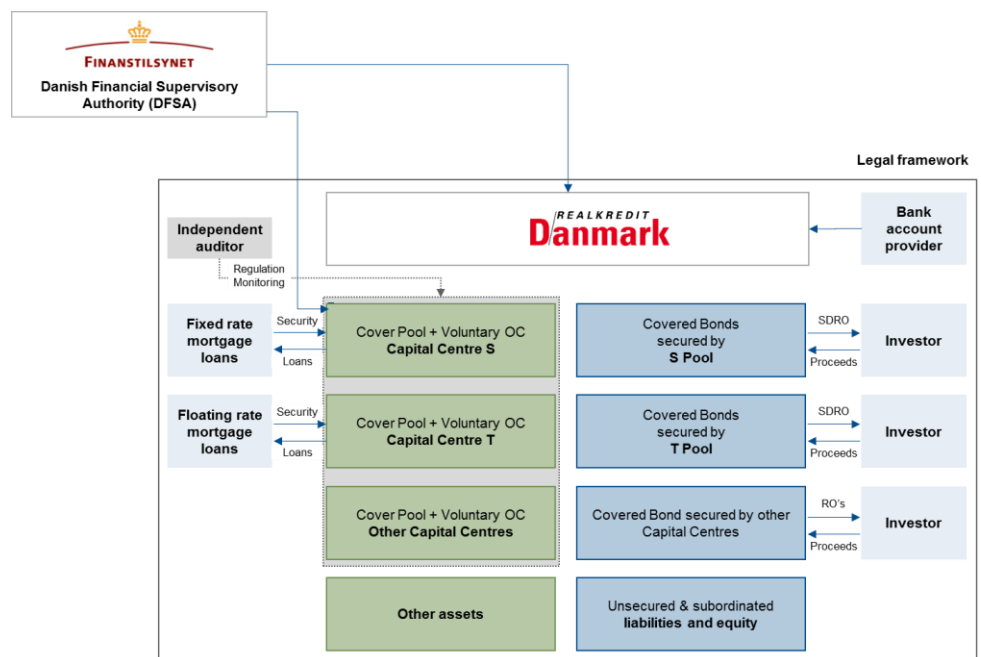 FINANSTILSYNET
Danish Financial Supervisory
Authority (DFSA)
Legal framework
REALKREDIT
Danmark
Bank
account
provider
Independent
auditor
Regulation
Monitoring
Fixed rate
mortgage
loans
Security
Loans
Cover Pool + Voluntary OC
Capital Centre S
Covered Bonds
secured by
S Pool
SDRO
Proceeds
Investor
Floating rate
mortgage
loans
Security
Loans
Cover Pool + Voluntary OC
Capital Centre T
Covered Bonds
secured by
T Pool
SDRO
Proceeds
Investor
Cover Pool + Voluntary OC
Other Capital Centres
Covered Bond secured by other
Capital Centres
RO's
Proceeds
Investor
Other assets
Unsecured & subordinated
liabilities and equity